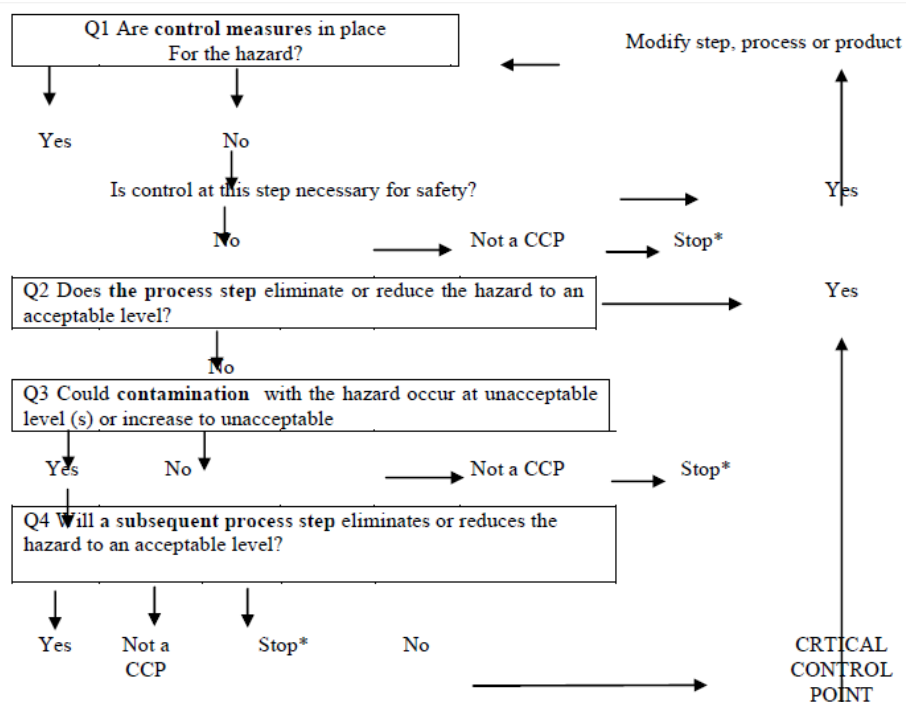 Q1 Are control measures in place
For the hazard?
Modify step, process or product
Yes
No
Is control at this step necessary for safety?
Yes
No
Not a CCP
Stop*
Q2 Does the process step eliminate or reduce the hazard to an
acceptable level?
Yes
No
Q3 Could contamination with the hazard occur at unacceptable
level (s) or increase to unacceptable
Yes
No
Not a CCP
Stop*
Q4 Will a subsequent process step eliminates or reduces the
hazard to an acceptable level?
Yes
Not a
CCP
Stop*
No
CRTICAL
CONTROL
POINT